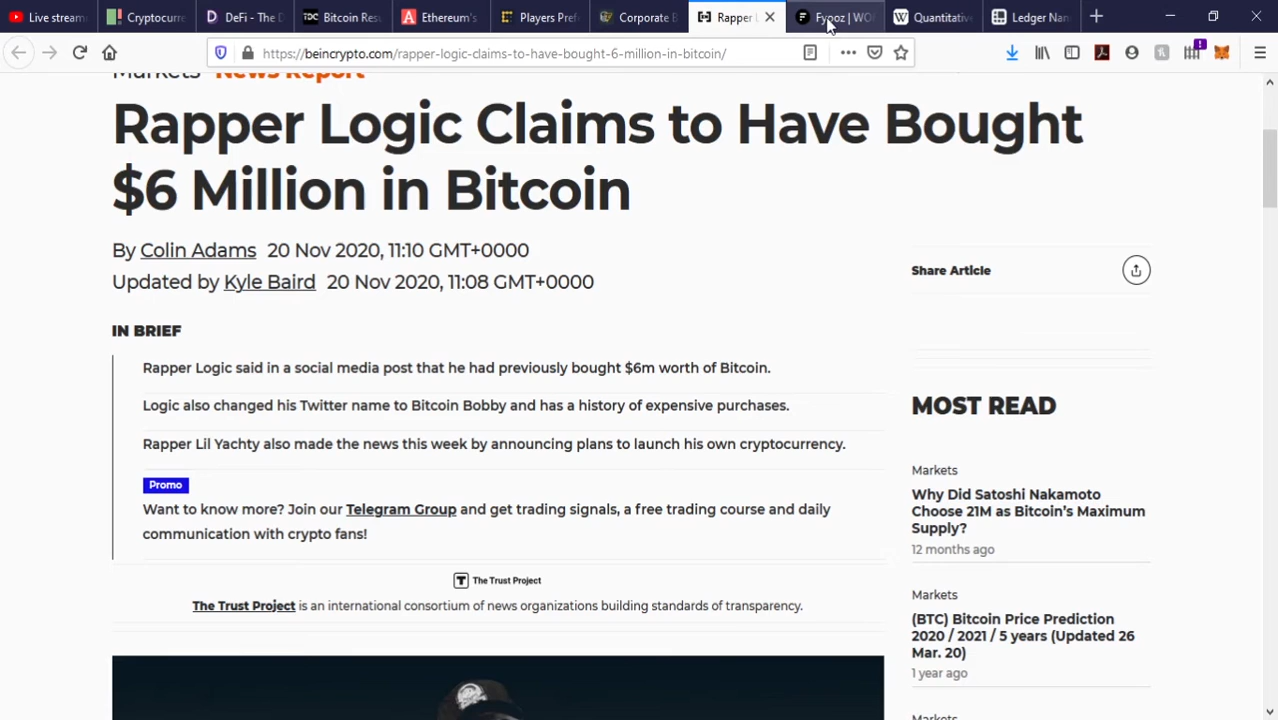 Live stream
Cryptocurr
DeFi - The D
Bitcoin Res
Ethereum's
Players Pref
Corporate B
Rapper L
Fyooz | WO
Quantitativ
Ledger Nan
https://beincrypto.com/rapper-logic-claims-to-have-bought-6-million-in-bitcoin/
Markets News Report
Rapper Logic Claims to Have Bought
$6 Million in Bitcoin
By Colin Adams 20 Nov 2020, 11:10 GMT+0000
Updated by Kyle Baird 20 Nov 2020, 11:08 GMT+0000
Share Article
IN BRIEF
Rapper Logic said in a social media post that he had previously bought $6m worth of Bitcoin.
Logic also changed his Twitter name to Bitcoin Bobby and has a history of expensive purchases.
Rapper Lil Yachty also made the news this week by announcing plans to launch his own cryptocurrency.
Promo
Want to know more? Join our Telegram Group and get trading signals, a free trading course and daily
communication with crypto fans!
The Trust Project
The Trust Project is an international consortium of news organizations building standards of transparency.
MOST READ
Markets
Why Did Satoshi Nakamoto
Choose 21M as Bitcoin's Maximum
Supply?
12 months ago
Markets
(BTC) Bitcoin Price Prediction
2020 / 2021 / 5 years (Updated 26
Mar. 20)
1 year ago
Markets